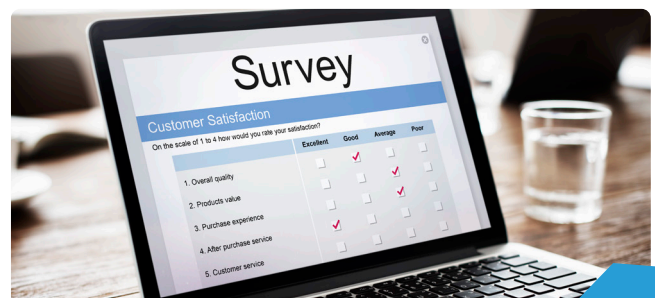 Survey
Customer Satisfaction
On the scale of 1 to 4 how would you rate your satisfaction?
Excellent Good Average Poor
1. Overall quality
2. Products value
3. Purchase experience
4. After purchase service
5. Customer service